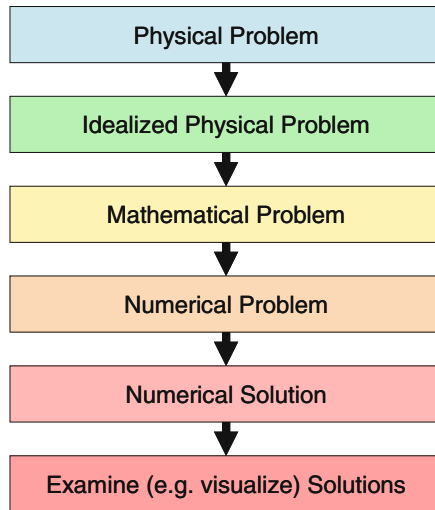 Physical Problem
Idealized Physical Problem
Mathematical Problem
Numerical Problem
Numerical Solution
Examine (e.g. visualize) Solutions